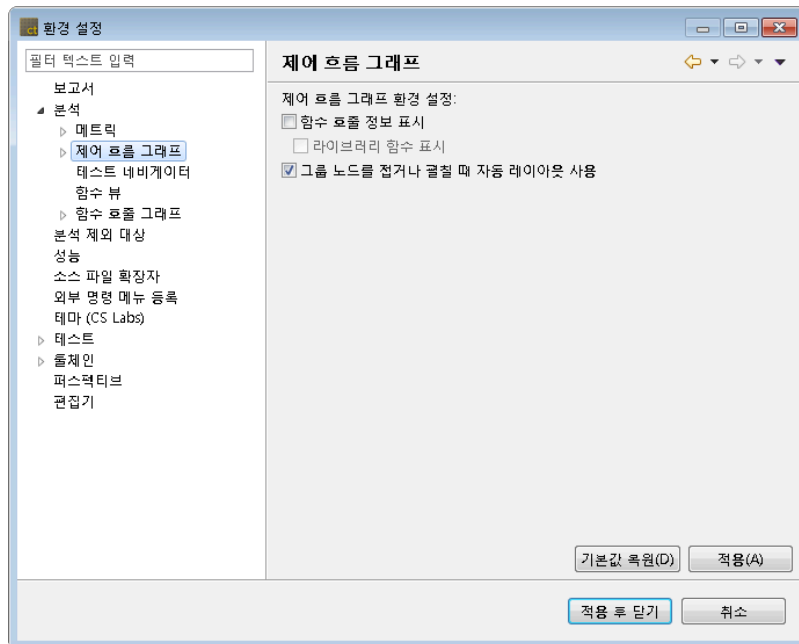 ct 환경 설정
필터 텍스트 입력
보고서
분석
메트릭
제어 흐름 그래프
테스트 네비게이터
함수 뷰
함수 호출 그래프
분석 제외 대상
성능
소스 파일 확장자
외부 명령 메뉴 등록
테마 (CS Labs)
테스트
툴체인
퍼스펙티브
편집기
제어 흐름 그래프
제어 흐름 그래프 환경 설정:
함수 호출 정보 표시
라이브러리 함수 표시
그룹 노드를 접거나 펼칠 때 자동 레이아웃 사용
기본값 복원(D)
적용(A)
적용 후 닫기
취소